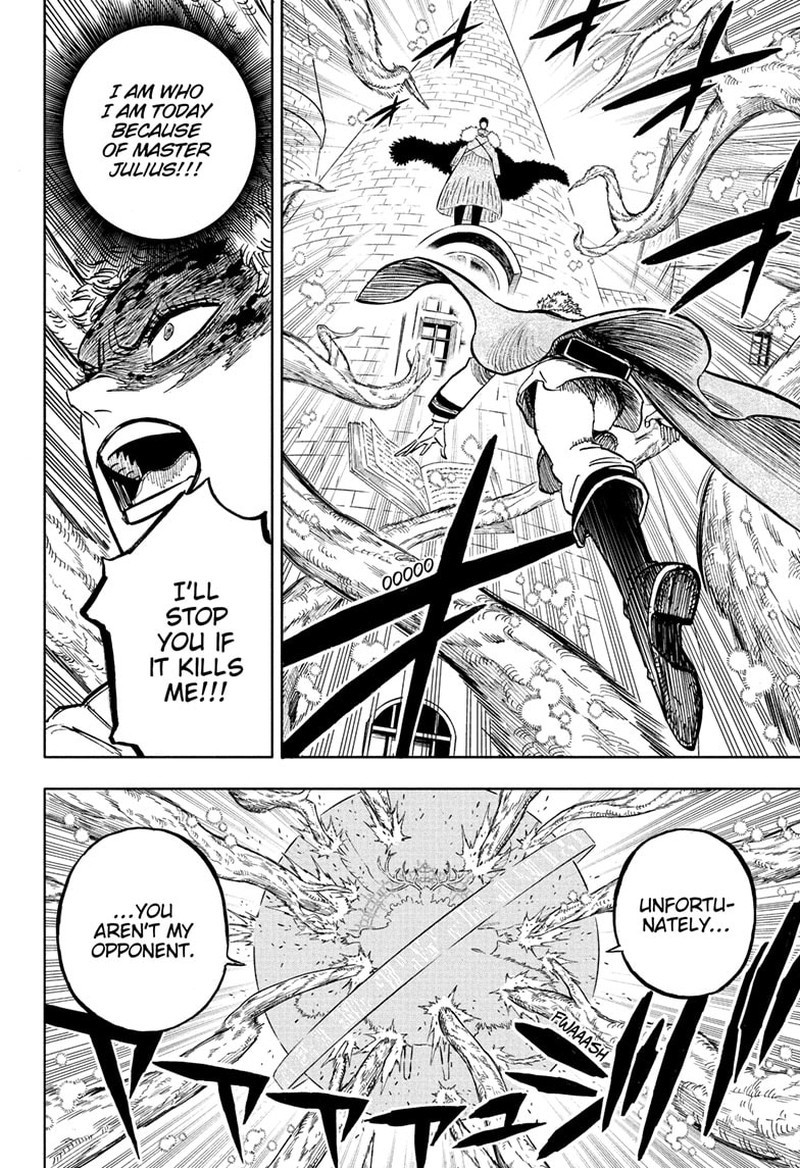 I AM WHO
I AM TODAY
BECAUSE
OF MASTER
JULIUS!!!
OOOOO
I'LL
STOP
YOU IF
IT KILLS
ME!!!
UNFORTU-
NATELY...
...YOU
AREN'T MY
OPPONENT.
FWAAASH